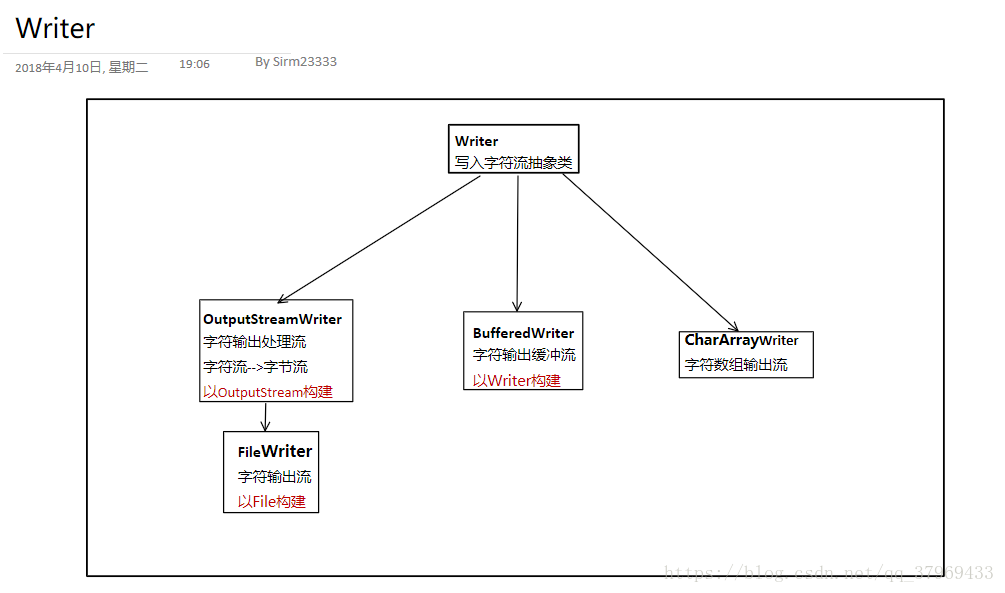 Writer
2018年4月10日, 星期二 19:06 By Sirm23333
Writer
写入字符流抽象类
OutputStreamWriter
字符输出处理流
字符流-->字节流
以OutputStream构建
BufferedWriter
字符输出缓冲流
以Writer构建
CharArrayWriter
字符数组输出流
FileWriter
字符输出流
以File构建
https://blog.csdn.net/qq_37969433